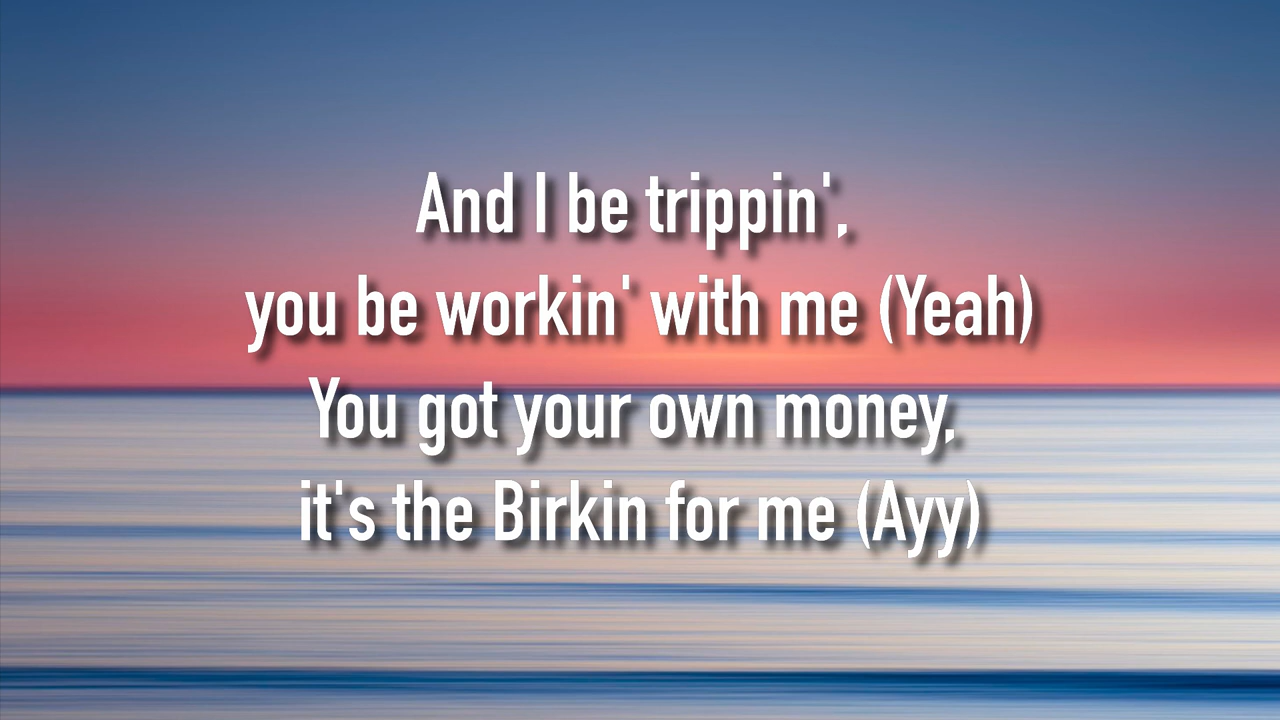 And I be trippin',
you be workin' with me (Yeah)
You got your own money,
it's the Birkin for me (Ayy)